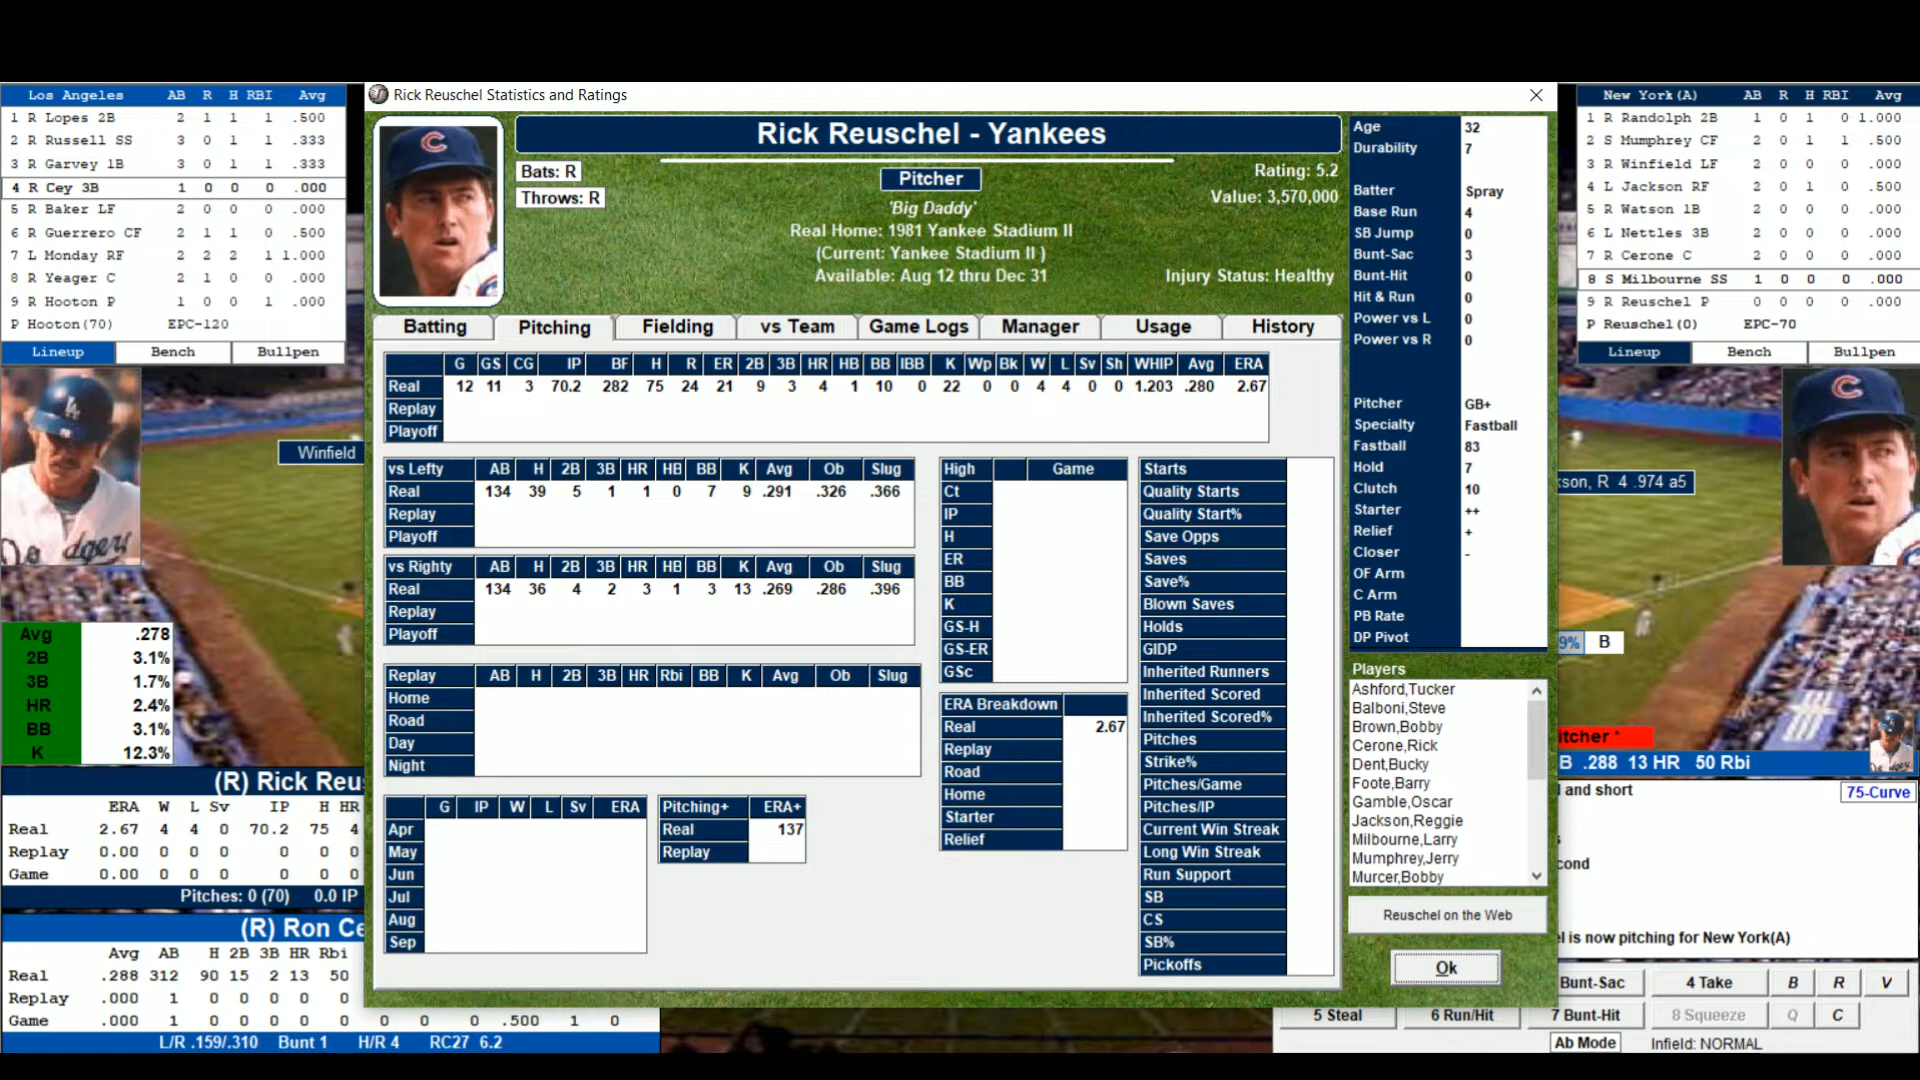 Los Angeles AB R H RBI Avg
1 R Lopes 2B 2 1 1 1 .500
2 R Russell SS 3 0 1 1 .333
3 R Garvey 1B 3 0 1 1 .333
4 R Cey 3B 1 0 0 0 .000
5 R Baker LF 2 0 0 0 .000
6 R Guerrero CF 2 1 1 0 .500
7 L Monday RF 2 2 2 1 1.000
8 R Yeager C 2 1 0 0 .000
9 R Hooton P 1 0 0 1 .000
P Hooton(70) EPC-120
Lineup Bench Bullpen
Winfield
Avg .278
2B 3.1%
3B 1.7%
HR 2.4%
BB 3.1%
K 12.3%
(R) Rick Reus
ERA W L Sv IP H HR
Real 2.67 4 4 0 70.2 75 4
Replay 0.00 0 0 0 0 0 0
Game 0.00 0 0 0 0 0 0
Pitches: 0 (70) 0.0 IP
(R) Ron Ce
Avg AB H 2B 3B HR Rbi
Real .288 312 90 15 2 13 50
Replay .000 1 0 0 0 0 0
Game .000 1 0 0 0 0 0 0 0 .500 1 0
L/R .159/.310 Bunt 1 H/R 4 RC27 6.2
Rick Reuschel Statistics and Ratings
Rick Reuschel - Yankees
Bats: R
Throws: R
Pitcher
'Big Daddy'
Real Home: 1981 Yankee Stadium II
(Current: Yankee Stadium II )
Available: Aug 12 thru Dec 31
Rating: 5.2
Value: 3,570,000
Injury Status: Healthy
Batting Pitching Fielding vs Team Game Logs Manager Usage History
G GS CG IP BF H R ER 2B 3B HR HB BB IBB K Wp Bk W L Sv Sh WHIP Avg ERA
Real 12 11 3 70.2 282 75 24 21 9 3 4 1 10 0 22 0 0 4 4 0 0 1.203 .280 2.67
Replay
Playoff
vs Lefty AB H 2B 3B HR HB BB K Avg Ob Slug
Real 134 39 5 1 1 0 7 9 .291 .326 .366
Replay
Playoff
vs Righty AB H 2B 3B HR HB BB K Avg Ob Slug
Real 134 36 4 2 3 1 3 13 .269 .286 .396
Replay
Playoff
Replay AB H 2B 3B HR Rbi BB K Avg Ob Slug
Home
Road
Day
Night
G IP W L Sv ERA
Apr
May
Jun
Jul
Aug
Sep
Pitching+ ERA+
Real 137
Replay
High Game
Ct
IP
H
ER
BB
K
GS-H
GS-ER
GSc
ERA Breakdown
Real 2.67
Replay
Road
Home
Starter
Relief
Starts
Quality Starts
Quality Start%
Save Opps
Saves
Save%
Blown Saves
Holds
GIDP
Inherited Runners
Inherited Scored
Inherited Scored%
Pitches
Strike%
Pitches/Game
Pitches/IP
Current Win Streak
Long Win Streak
Run Support
SB
CS
SB%
Pickoffs
Age 32
Durability 7
Batter Spray
Base Run 4
SB Jump 0
Bunt-Sac 3
Bunt-Hit 0
Hit & Run 0
Power vs L 0
Power vs R 0
Pitcher GB+
Specialty Fastball
Fastball 83
Hold 7
Clutch 10
Starter ++
Relief +
Closer -
OF Arm
C Arm
PB Rate
DP Pivot
Players
Ashford,Tucker
Balboni,Steve
Brown,Bobby
Cerone,Rick
Dent,Bucky
Foote,Barry
Gamble,Oscar
Jackson,Reggie
Milbourne,Larry
Mumphrey,Jerry
Murcer,Bobby
Reuschel on the Web
Ok
New York(A) AB R H RBI Avg
1 R Randolph 2B 1 0 1 0 1.000
2 S Mumphrey CF 2 0 1 1 .500
3 R Winfield LF 2 0 0 0 .000
4 L Jackson RF 2 0 1 0 .500
5 R Watson 1B 2 0 0 0 .000
6 L Nettles 3B 2 0 0 0 .000
7 R Cerone C 2 0 0 0 .000
8 S Milbourne SS 1 0 0 0 .000
9 R Reuschel P 0 0 0 0 .000
P Reuschel(0) EPC-70
Lineup Bench Bullpen
kson, R 4 .974 a5
9% B
itcher *
B .288 13 HR 50 Rbi
l and short
75-Curve
s
cond
l is now pitching for New York(A)
Bunt-Sac 4 Take B R V
5 Steal 6 Run/Hit 7 Bunt-Hit 8 Squeeze Q C
Ab Mode Infield: NORMAL